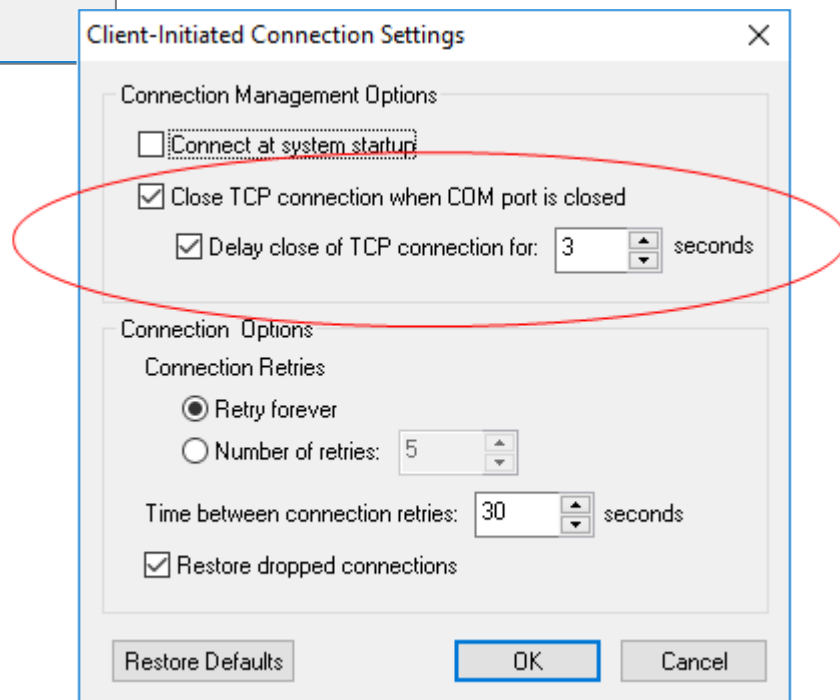 Client-Initiated Connection Settings
Connection Management Options
Connect at system startup
Close TCP connection when COM port is closed
Delay close of TCP connection for: 3 seconds
Connection Options
Connection Retries
Retry forever
Number of retries: 5
Time between connection retries: 30 seconds
Restore dropped connections
Restore Defaults OK Cancel